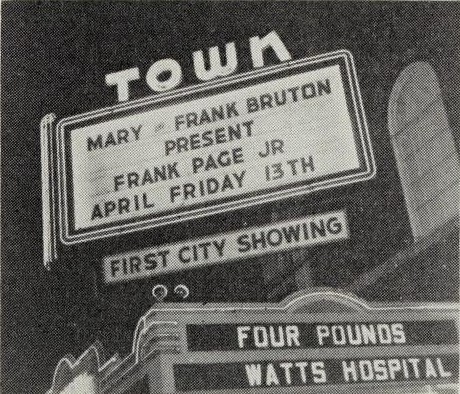 TOWN
MARY - FRANK BRUTON
PRESENT
FRANK PAGE JR
APRIL FRIDAY 13TH
FIRST CITY SHOWING
FOUR POUNDS
WATTS HOSPITAL